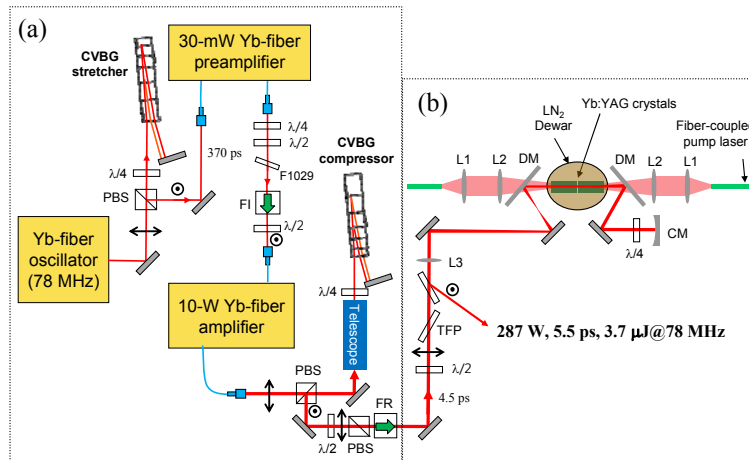 (a)
CVBG
stretcher
30-mW Yb-fiber
preamplifier
λ/4
λ/2
F1029
370 ps
λ/4
PBS
FI
λ/2
Yb-fiber
oscillator
(78 MHz)
10-W Yb-fiber
amplifier
CVBG
compressor
λ/4
Telescope
PBS
λ/2
PBS
FR
(b)
LN2
Dewar
Yb:YAG crystals
Fiber-coupled
pump laser
L1
L2
DM
DM
L2
L1
CM
λ/4
L3
TFP
287 W, 5.5 ps, 3.7 μJ@78 MHz
λ/2
4.5 ps